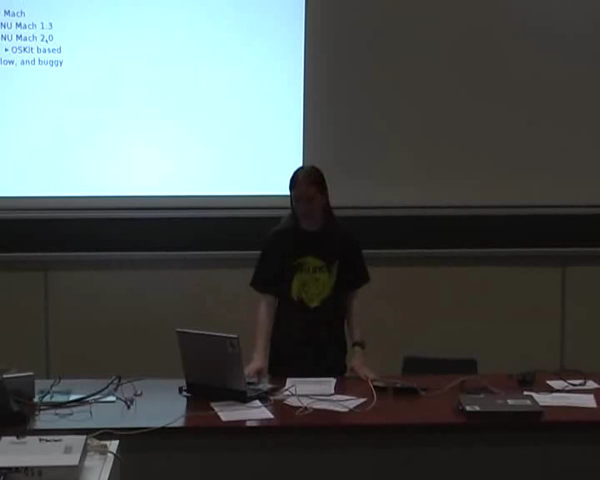 Mach
NU Mach 1.3
NU Mach 2.0
▸ OSKit based
low, and buggy